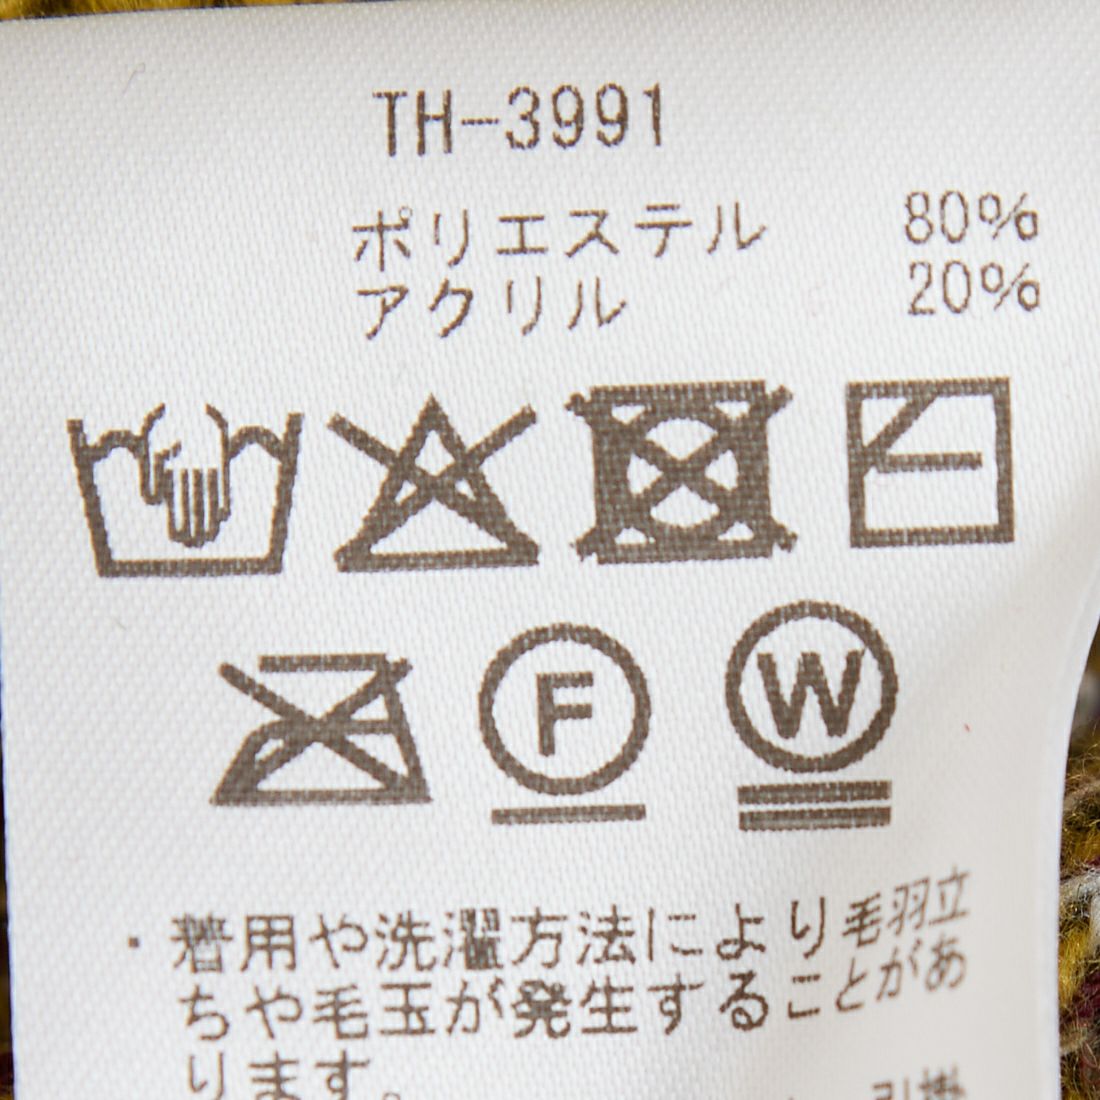 TH-3991
ポリエステル 80%
アクリル 20%
F W
・着用や洗濯方法により毛羽立
ちや毛玉が発生することがあ
ります。
引掛